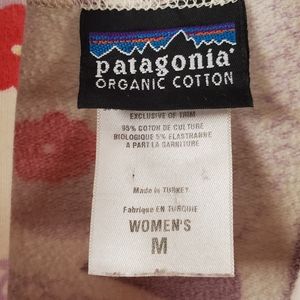 patagonia®
ORGANIC COTTON
EXCLUSIVE OF TRIM
95% COTON DE CULTURE
BIOLOGIQUE 5% ELASTHANNE
A PART LA GARNITURE
Made in TURKEY
Fabriqué EN TURQUIE
WOMEN'S
M